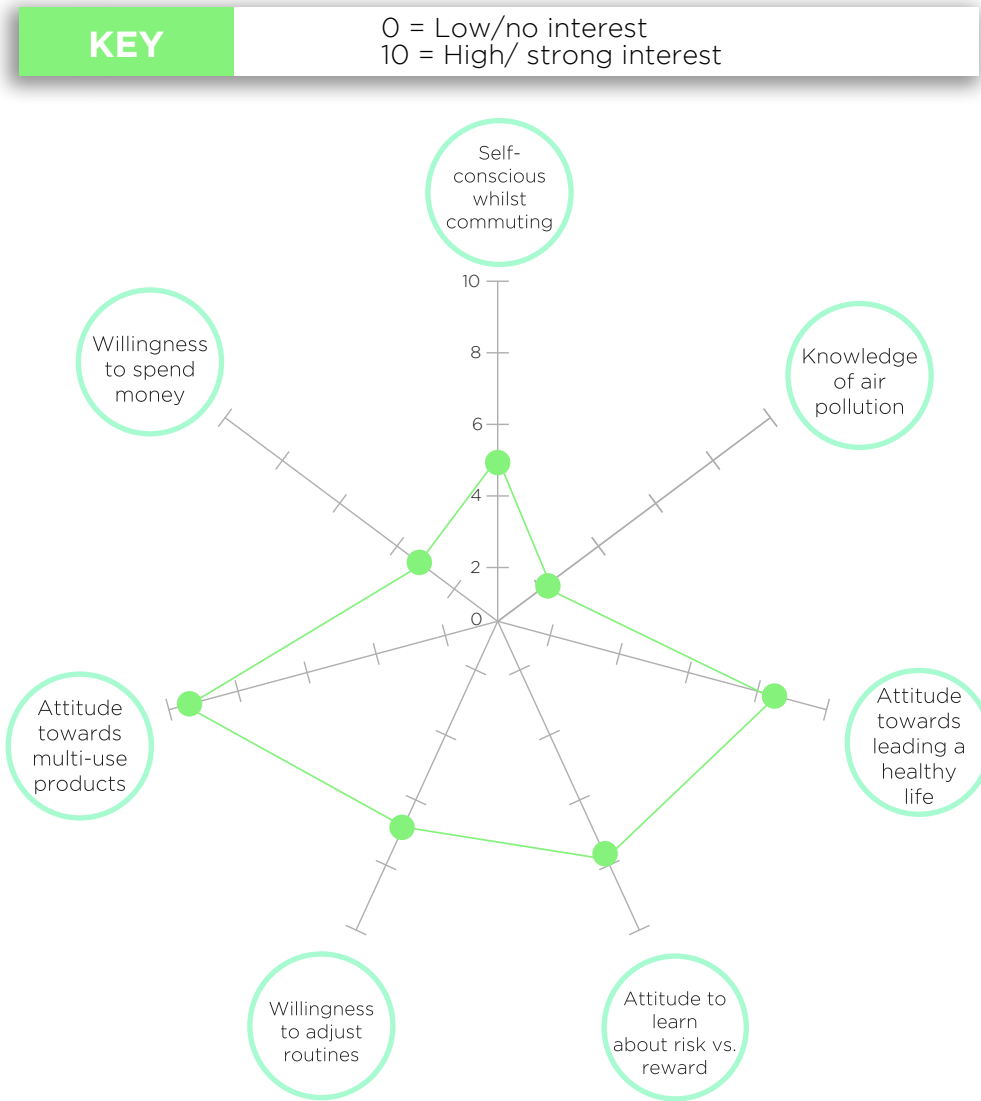 KEY
0 = Low/no interest
10 = High/ strong interest
Self-
conscious
whilst
commuting
10
8
6
4
2
0
Willingness
to spend
money
Knowledge
of air
pollution
Attitude
towards
multi-use
products
Attitude
towards
leading a
healthy
life
Willingness
to adjust
routines
Attitude to
learn
about risk vs.
reward